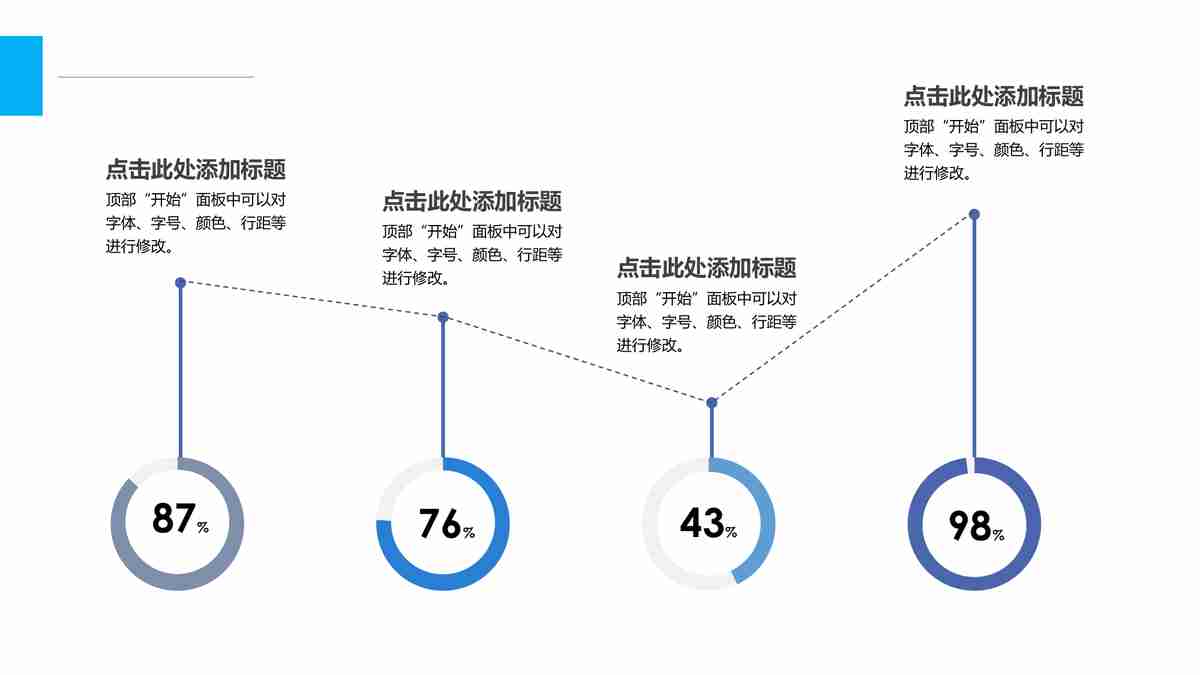 点击此处添加标题
顶部“开始”面板中可以对
字体、字号、颜色、行距等
进行修改。
点击此处添加标题
顶部“开始”面板中可以对
字体、字号、颜色、行距等
进行修改。
点击此处添加标题
顶部“开始”面板中可以对
字体、字号、颜色、行距等
进行修改。
点击此处添加标题
顶部“开始”面板中可以对
字体、字号、颜色、行距等
进行修改。
87%
76%
43%
98%